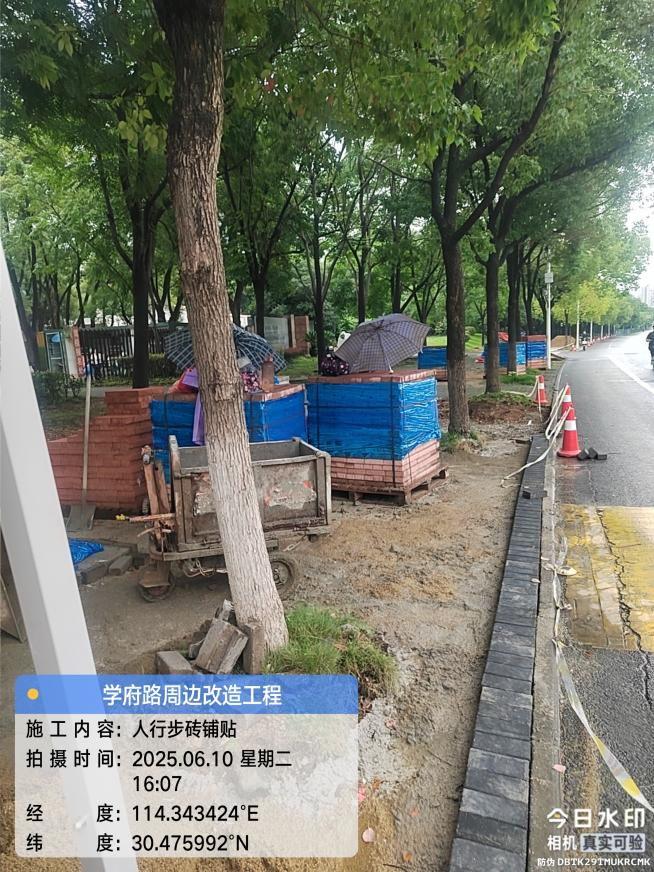 学府路周边改造工程
施工内容：人行步砖铺贴
拍摄时间：2025.06.10 星期二
16:07
经度：114.343424°E
纬度：30.475992°N
今日水印
相机 真实可验
防伪 DBTK29TMUKRCMK